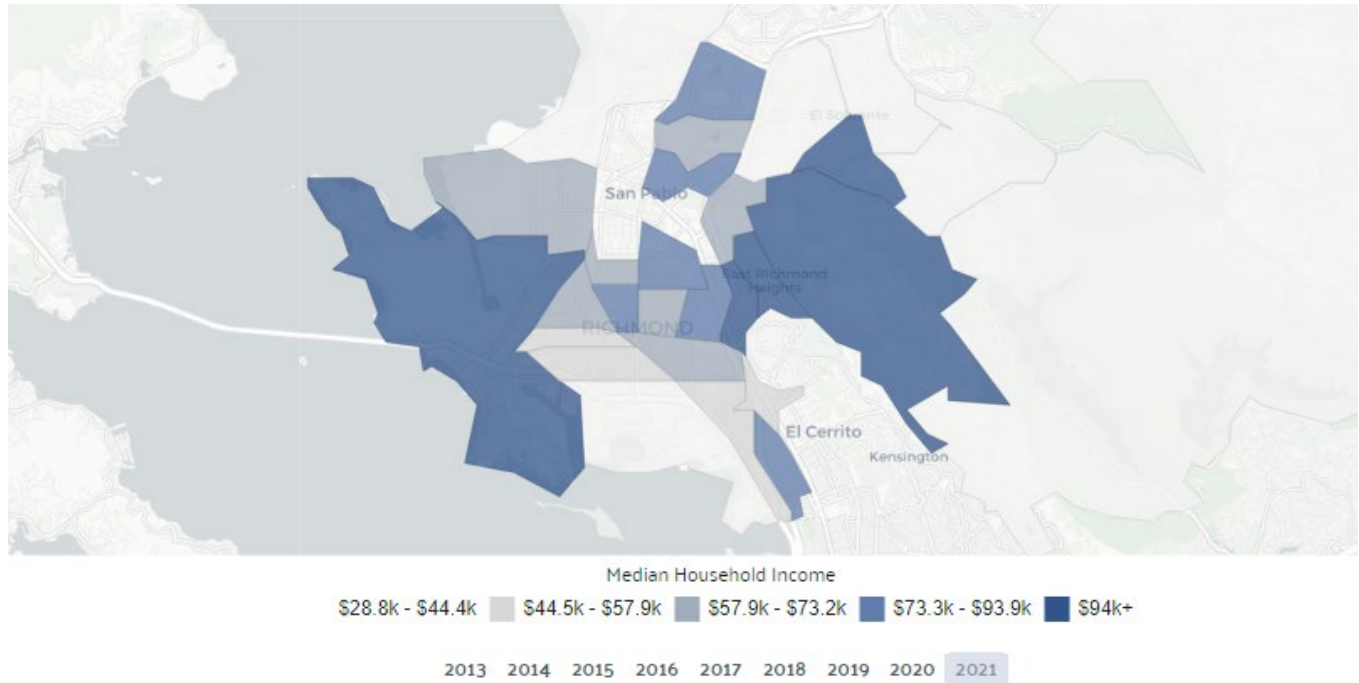 El Sobrante
San Pablo
East Richmond
Heights
RICHMOND
El Cerrito
Kensington
Median Household Income
$28.8k - $44.4k $44.5k - $57.9k $57.9k - $73.2k $73.3k - $93.9k $94k+
2013 2014 2015 2016 2017 2018 2019 2020 2021